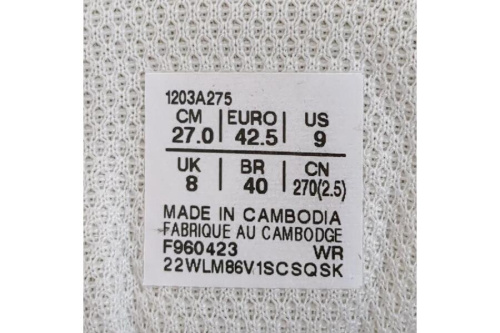 1203A275
CM EURO US
27.0 42.5 9
UK BR CN
8 40 270(2.5)
MADE IN CAMBODIA
FABRIQUE AU CAMBODGE
F960423 WR
22WLM86V1SCSQSK